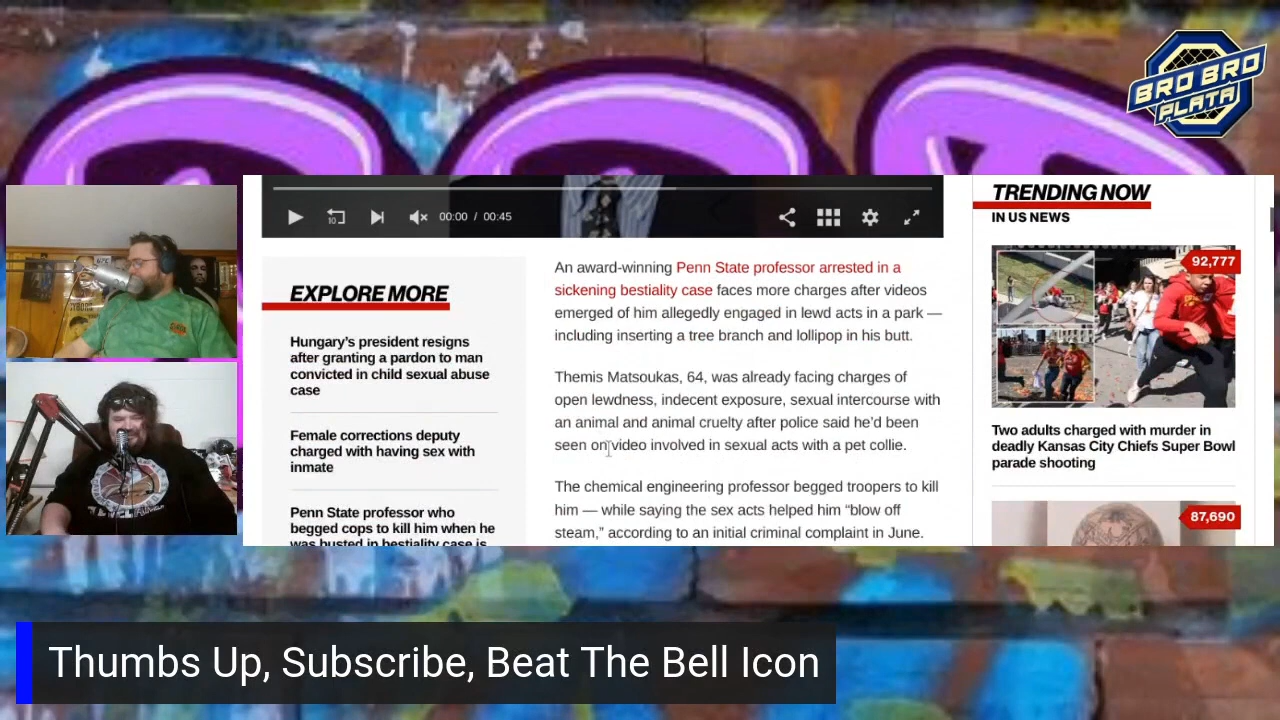 BRO BRO
PLATA
00:00 / 00:45
10
EXPLORE MORE
Hungary's president resigns
after granting a pardon to man
convicted in child sexual abuse
case
Female corrections deputy
charged with having sex with
inmate
Penn State professor who
begged cops to kill him when he
was busted in bestiality case is
An award-winning Penn State professor arrested in a
sickening bestiality case faces more charges after videos
emerged of him allegedly engaged in lewd acts in a park —
including inserting a tree branch and lollipop in his butt.
Themis Matsoukas, 64, was already facing charges of
open lewdness, indecent exposure, sexual intercourse with
an animal and animal cruelty after police said he'd been
seen on video involved in sexual acts with a pet collie.
The chemical engineering professor begged troopers to kill
him — while saying the sex acts helped him “blow off
steam,” according to an initial criminal complaint in June.
TRENDING NOW
IN US NEWS
92,777
Two adults charged with murder in
deadly Kansas City Chiefs Super Bowl
parade shooting
87,690
Thumbs Up, Subscribe, Beat The Bell Icon